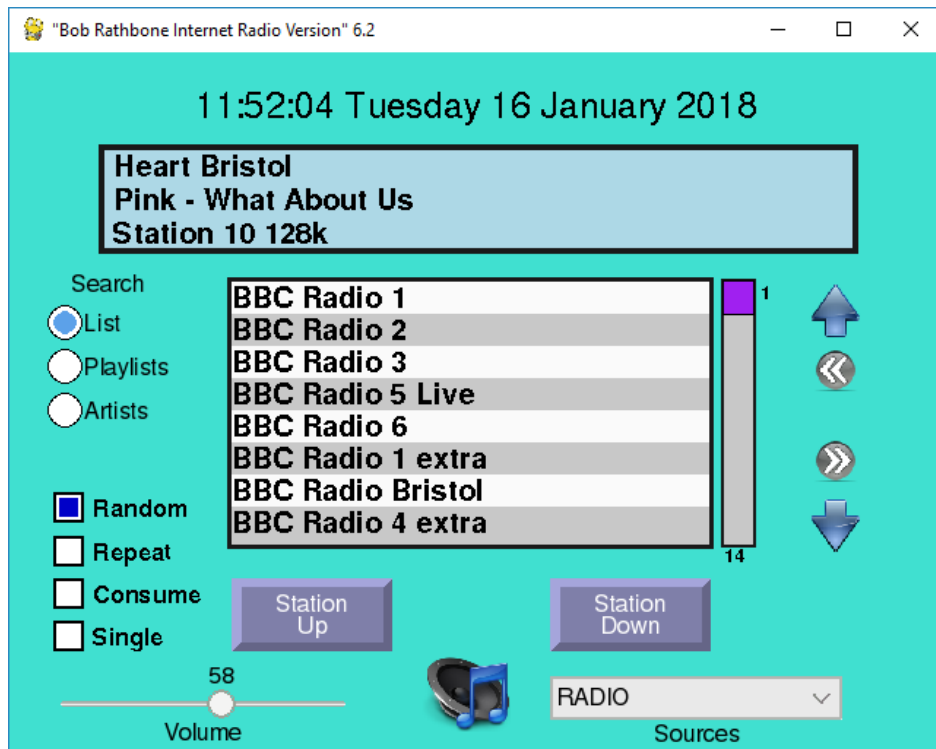 "Bob Rathbone Internet Radio Version" 6.2
11:52:04 Tuesday 16 January 2018
Heart Bristol
Pink - What About Us
Station 10 128k
Search
List
Playlists
Artists
BBC Radio 1
BBC Radio 2
BBC Radio 3
BBC Radio 5 Live
BBC Radio 6
BBC Radio 1 extra
BBC Radio Bristol
BBC Radio 4 extra
1
14
Random
Repeat
Consume
Single
Station
Up
Station
Down
58
Volume
RADIO
Sources